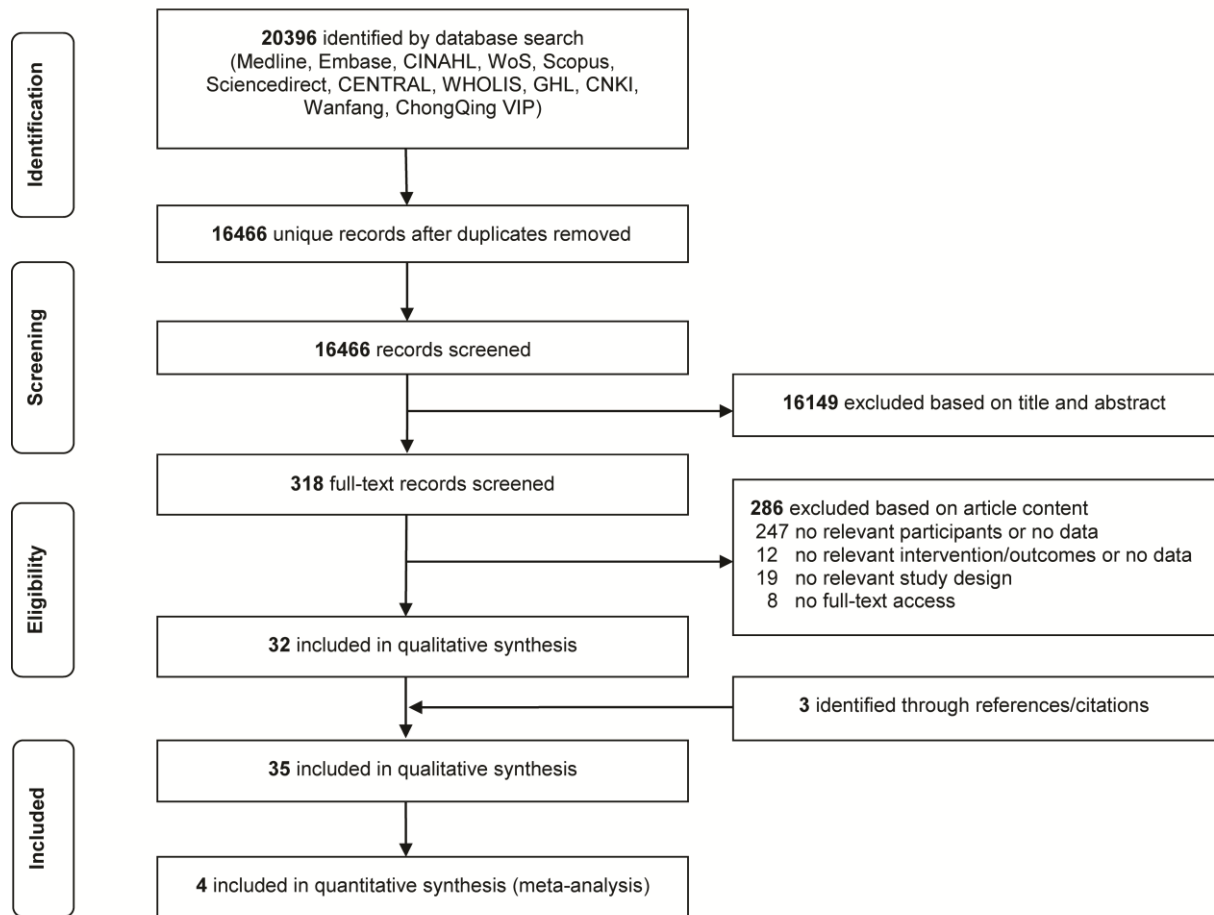 Identification
20396 identified by database search
(Medline, Embase, CINAHL, WoS, Scopus,
Sciencedirect, CENTRAL, WHOLIS, GHL, CNKI,
Wanfang, ChongQing VIP)
16466 unique records after duplicates removed
Screening
16466 records screened
16149 excluded based on title and abstract
318 full-text records screened
Eligibility
286 excluded based on article content
247 no relevant participants or no data
12 no relevant intervention/outcomes or no data
19 no relevant study design
8 no full-text access
32 included in qualitative synthesis
3 identified through references/citations
Included
35 included in qualitative synthesis
4 included in quantitative synthesis (meta-analysis)